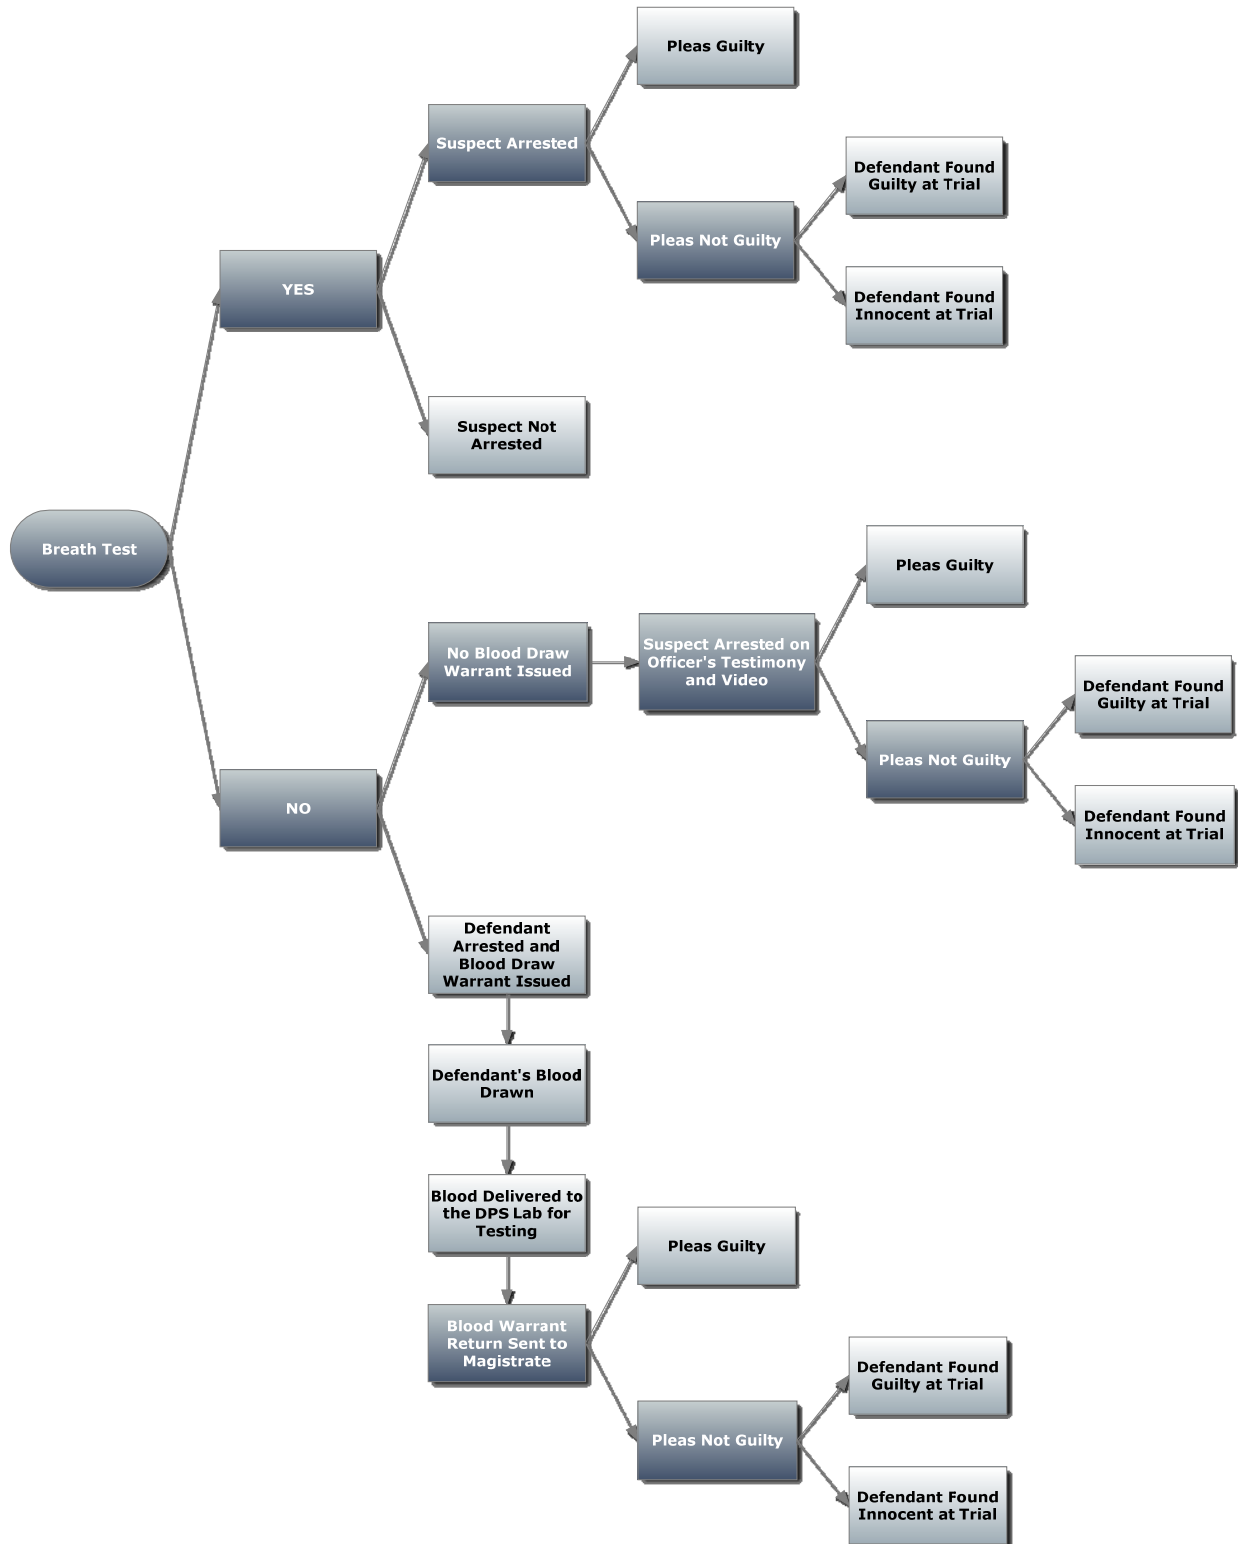 Pleas Guilty
Suspect Arrested
Defendant Found
Guilty at Trial
Pleas Not Guilty
YES
Defendant Found
Innocent at Trial
Suspect Not
Arrested
Breath Test
Pleas Guilty
No Blood Draw
Warrant Issued
Suspect Arrested on
Officer's Testimony
and Video
Defendant Found
Guilty at Trial
Pleas Not Guilty
NO
Defendant Found
Innocent at Trial
Defendant
Arrested and
Blood Draw
Warrant Issued
Defendant's Blood
Drawn
Blood Delivered to
the DPS Lab for
Testing
Pleas Guilty
Blood Warrant
Return Sent to
Magistrate
Defendant Found
Guilty at Trial
Pleas Not Guilty
Defendant Found
Innocent at Trial